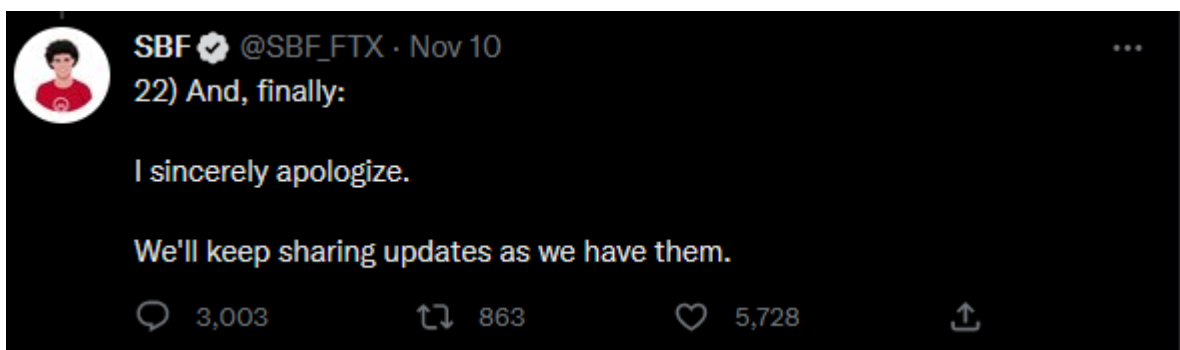 SBF @SBF_FTX · Nov 10
22) And, finally:
I sincerely apologize.
We'll keep sharing updates as we have them.
3,003 863 5,728